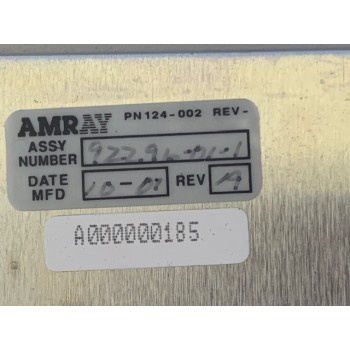 AMRAY PN124-002 REV-
ASSY
NUMBER
DATE
MFD
REV
A000000185